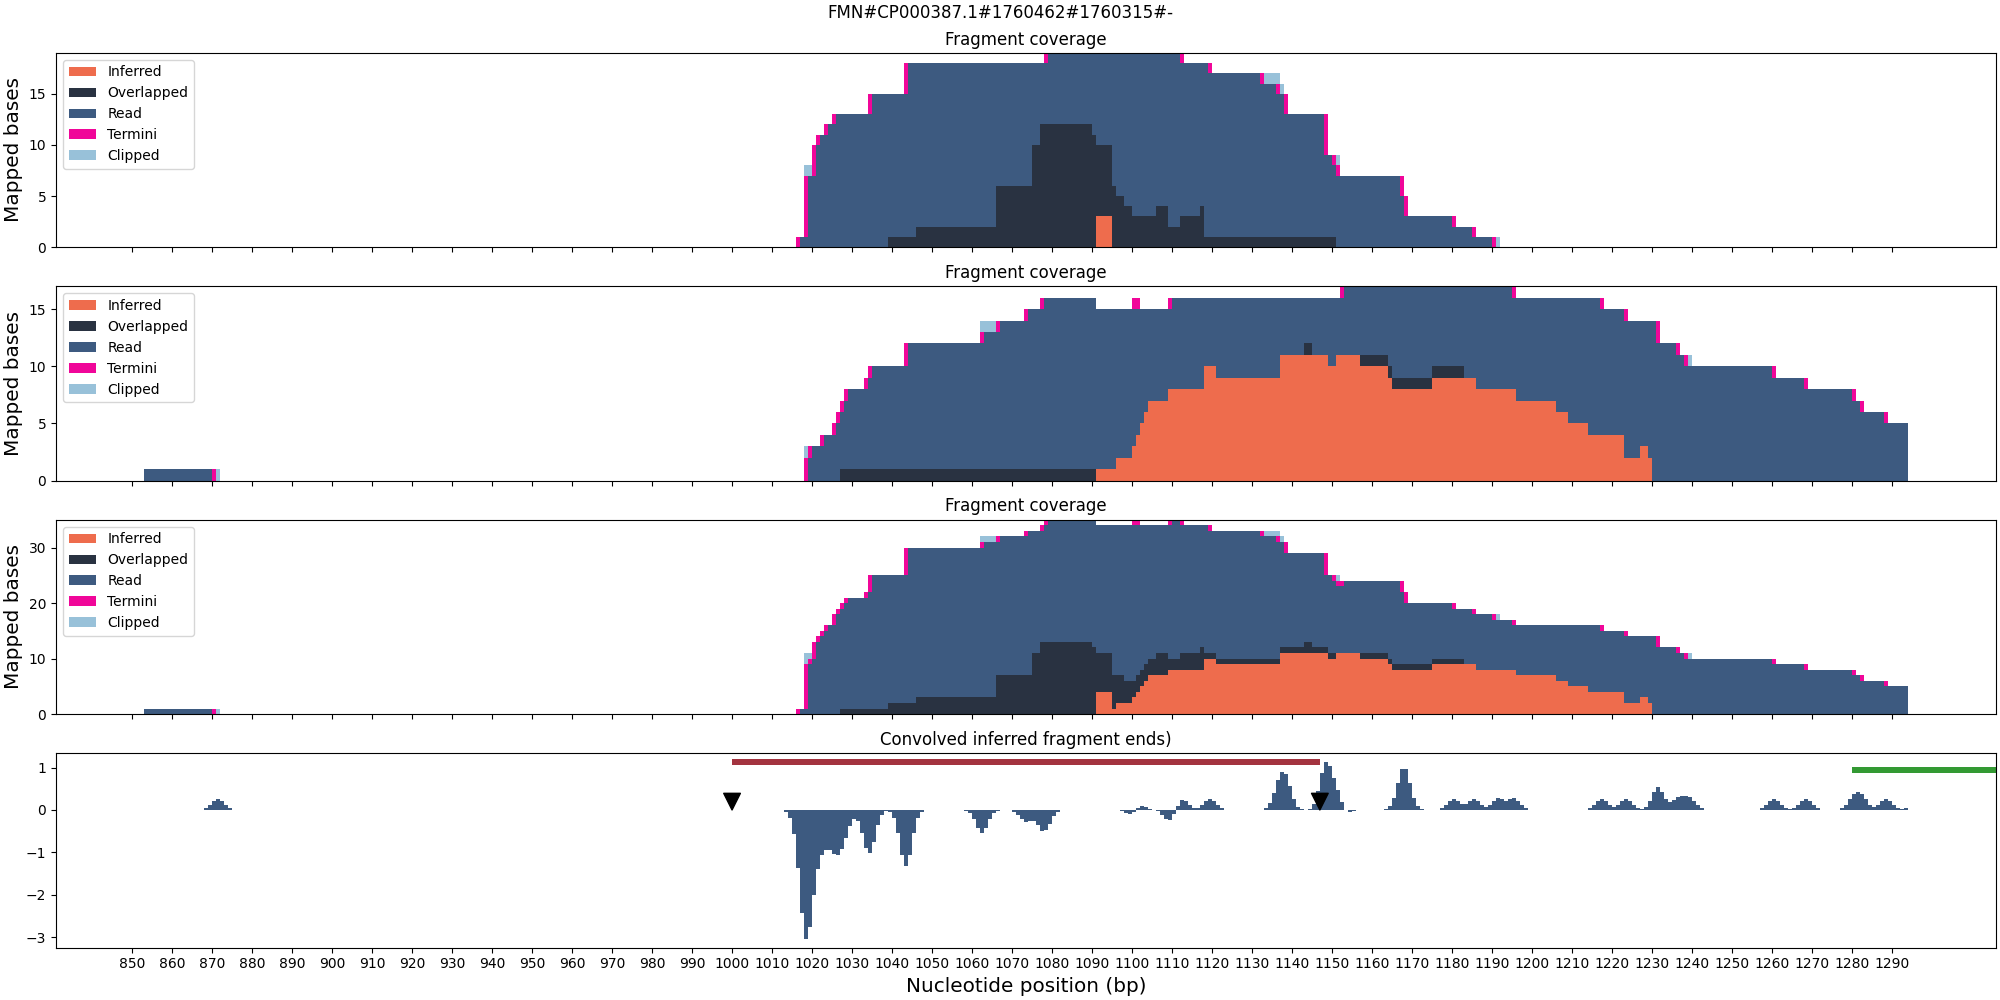 FMN#CP000387.1#1760462#1760315#-
Fragment coverage
Mapped bases
15
10
5
0
Inferred
Overlapped
Read
Termini
Clipped
Fragment coverage
Mapped bases
15
10
5
0
Inferred
Overlapped
Read
Termini
Clipped
Fragment coverage
Mapped bases
30
20
10
0
Inferred
Overlapped
Read
Termini
Clipped
Convolved inferred fragment ends)
1
0
−1
−2
−3
850 860 870 880 890 900 910 920 930 940 950 960 970 980 990 1000 1010 1020 1030 1040 1050 1060 1070 1080 1090 1100 1110 1120 1130 1140 1150 1160 1170 1180 1190 1200 1210 1220 1230 1240 1250 1260 1270 1280 1290
Nucleotide position (bp)